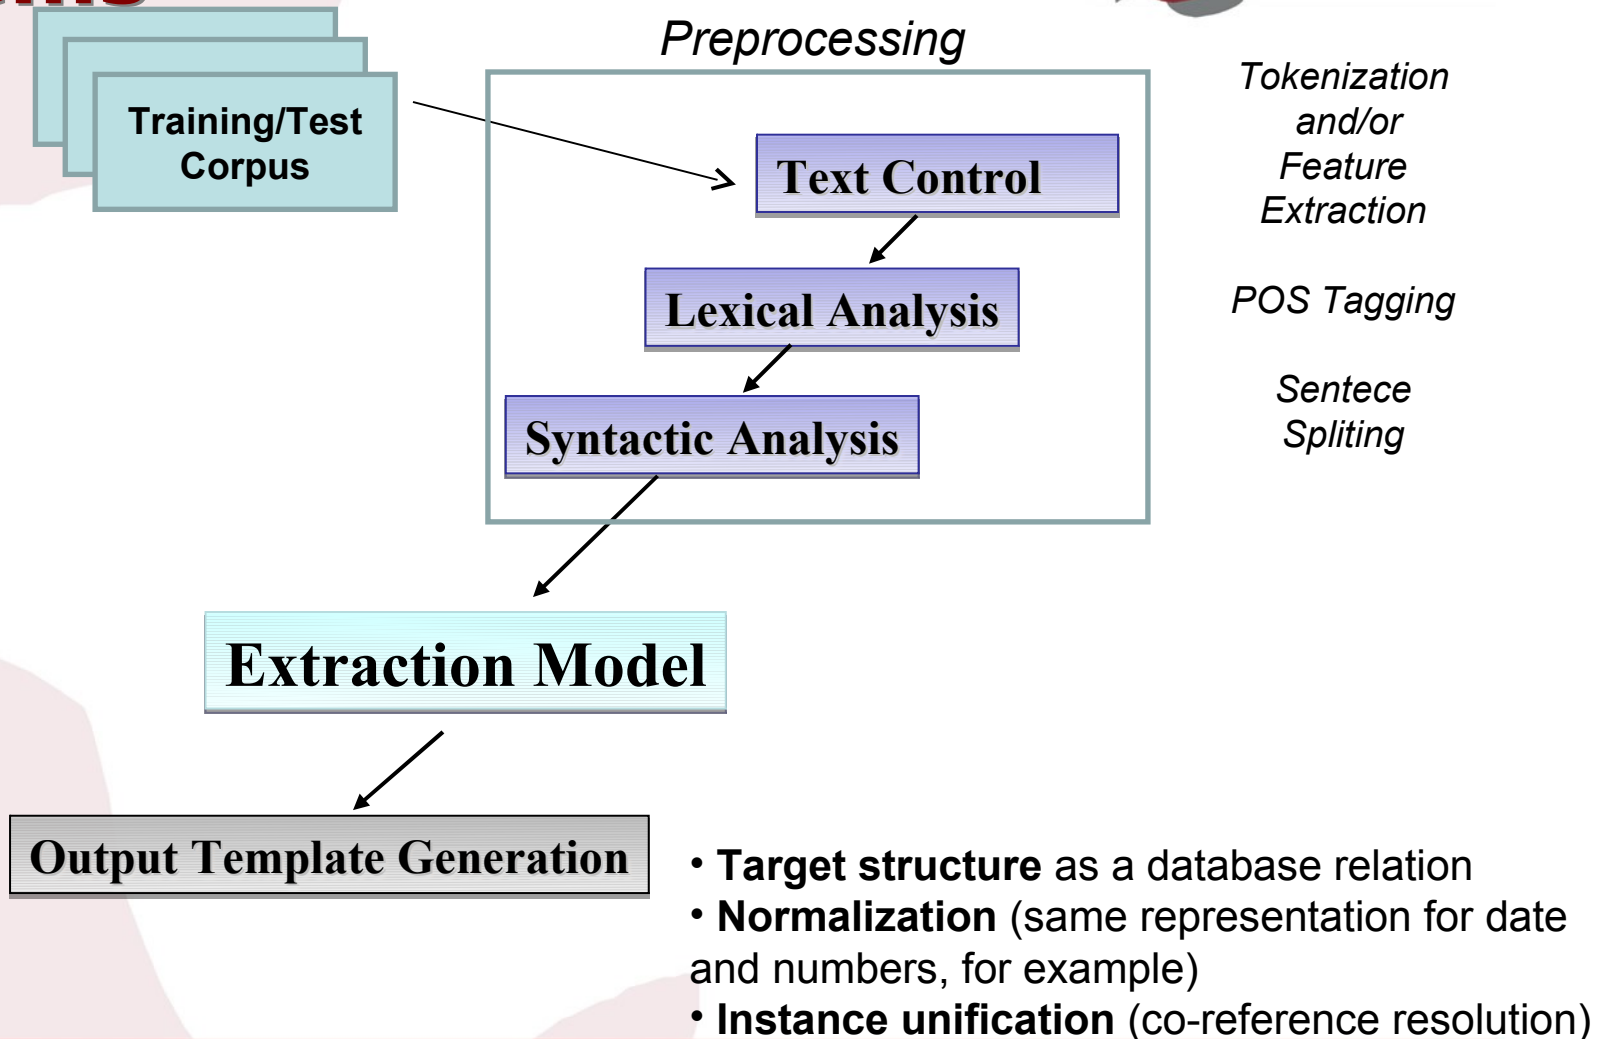 Preprocessing
Training/Test
Corpus
Text Control
Lexical Analysis
Syntactic Analysis
Tokenization
and/or
Feature
Extraction
POS Tagging
Sentece
Spliting
Extraction Model
Output Template Generation
• Target structure as a database relation
• Normalization (same representation for date
and numbers, for example)
• Instance unification (co-reference resolution)